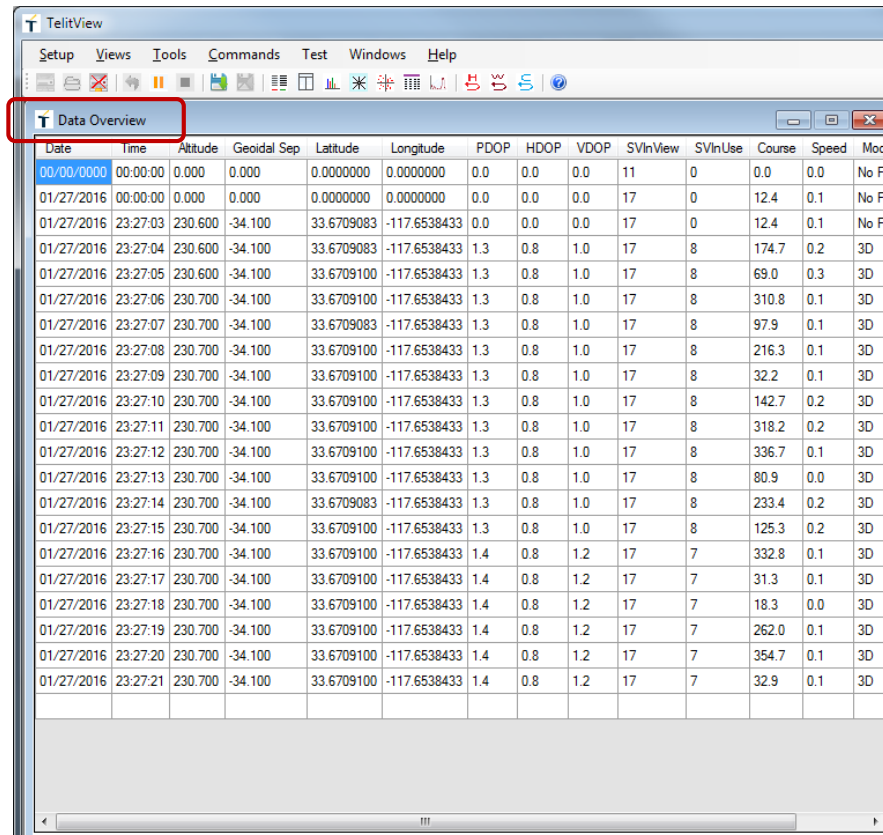 TelitView
Setup Views Tools Commands Test Windows Help
Data Overview
Date Time Altitude Geoidal Sep Latitude Longitude PDOP HDOP VDOP SVInView SVInUse Course Speed Mod
00/00/0000 00:00:00 0.000 0.000 0.0000000 0.0000000 0.0 0.0 0.0 11 0 0.0 0.0 No F
01/27/2016 00:00:00 0.000 0.000 0.0000000 0.0000000 0.0 0.0 0.0 17 0 12.4 0.1 No F
01/27/2016 23:27:03 230.600 -34.100 33.6709083 -117.6538433 0.0 0.0 0.0 17 0 12.4 0.1 No F
01/27/2016 23:27:04 230.600 -34.100 33.6709083 -117.6538433 1.3 0.8 1.0 17 8 174.7 0.2 3D
01/27/2016 23:27:05 230.600 -34.100 33.6709100 -117.6538433 1.3 0.8 1.0 17 8 69.0 0.3 3D
01/27/2016 23:27:06 230.700 -34.100 33.6709100 -117.6538433 1.3 0.8 1.0 17 8 310.8 0.1 3D
01/27/2016 23:27:07 230.700 -34.100 33.6709083 -117.6538433 1.3 0.8 1.0 17 8 97.9 0.1 3D
01/27/2016 23:27:08 230.700 -34.100 33.6709100 -117.6538433 1.3 0.8 1.0 17 8 216.3 0.1 3D
01/27/2016 23:27:09 230.700 -34.100 33.6709100 -117.6538433 1.3 0.8 1.0 17 8 32.2 0.1 3D
01/27/2016 23:27:10 230.700 -34.100 33.6709100 -117.6538433 1.3 0.8 1.0 17 8 142.7 0.2 3D
01/27/2016 23:27:11 230.700 -34.100 33.6709100 -117.6538433 1.3 0.8 1.0 17 8 318.2 0.2 3D
01/27/2016 23:27:12 230.700 -34.100 33.6709100 -117.6538433 1.3 0.8 1.0 17 8 336.7 0.1 3D
01/27/2016 23:27:13 230.700 -34.100 33.6709100 -117.6538433 1.3 0.8 1.0 17 8 80.9 0.0 3D
01/27/2016 23:27:14 230.700 -34.100 33.6709083 -117.6538433 1.3 0.8 1.0 17 8 233.4 0.2 3D
01/27/2016 23:27:15 230.700 -34.100 33.6709100 -117.6538433 1.3 0.8 1.0 17 8 125.3 0.2 3D
01/27/2016 23:27:16 230.700 -34.100 33.6709100 -117.6538433 1.4 0.8 1.2 17 7 332.8 0.1 3D
01/27/2016 23:27:17 230.700 -34.100 33.6709100 -117.6538433 1.4 0.8 1.2 17 7 31.3 0.1 3D
01/27/2016 23:27:18 230.700 -34.100 33.6709100 -117.6538433 1.4 0.8 1.2 17 7 18.3 0.0 3D
01/27/2016 23:27:19 230.700 -34.100 33.6709100 -117.6538433 1.4 0.8 1.2 17 7 262.0 0.1 3D
01/27/2016 23:27:20 230.700 -34.100 33.6709100 -117.6538433 1.4 0.8 1.2 17 7 354.7 0.1 3D
01/27/2016 23:27:21 230.700 -34.100 33.6709100 -117.6538433 1.4 0.8 1.2 17 7 32.9 0.1 3D